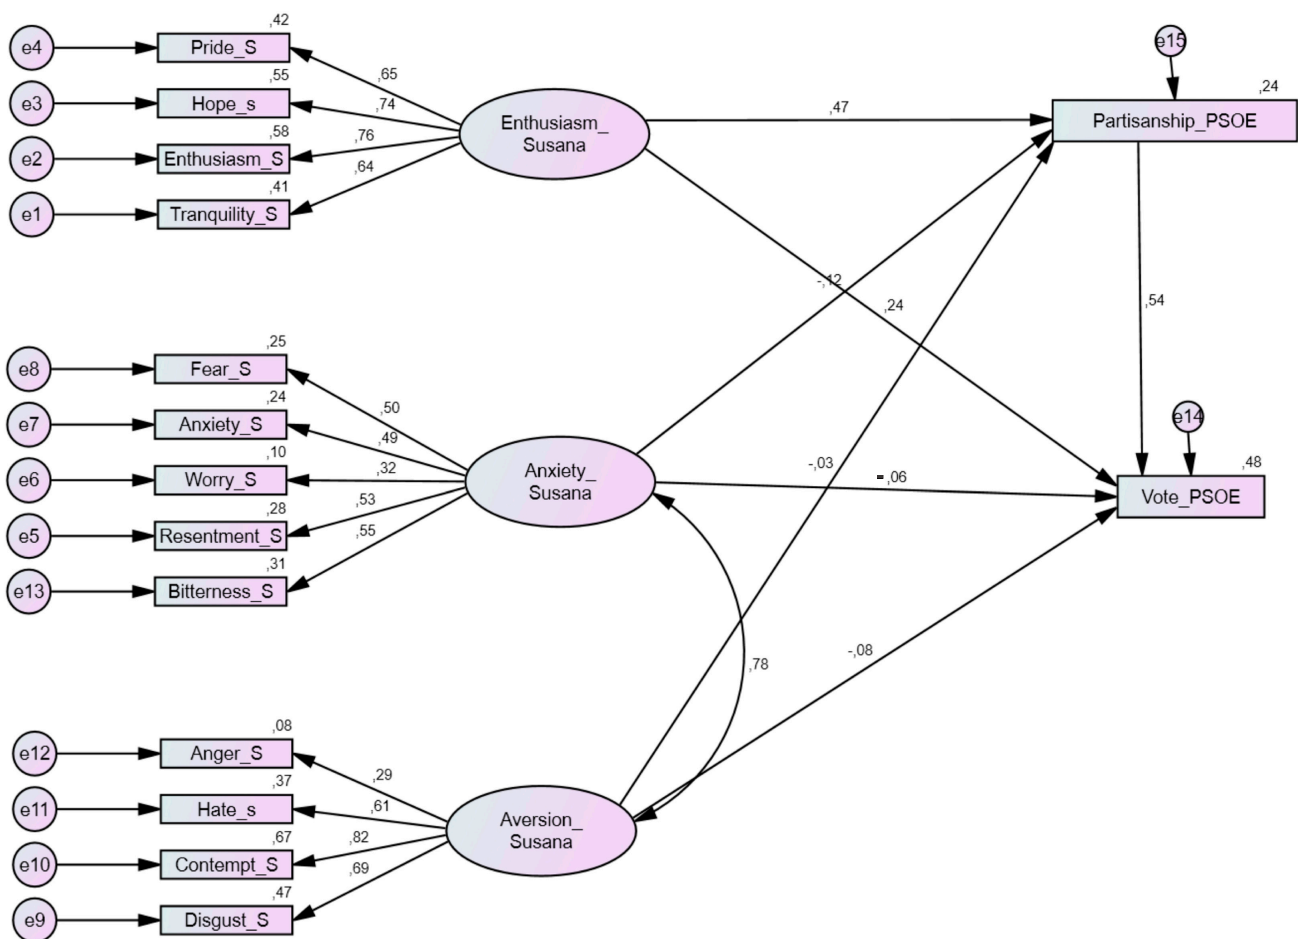 ,42
e4
Pride_S
,65
,55
e3
Hope_s
,74
,58
e2
Enthusiasm_S
,76
,41
e1
Tranquility_S
,64
Enthusiasm_
Susana
,47
e15
,24
Partisanship_PSOE
-,12
,24
,54
,25
e8
Fear_S
,50
,24
e7
Anxiety_S
,49
,10
e6
Worry_S
,32
,28
e5
Resentment_S
,53
,31
e13
Bitterness_S
,55
Anxiety_
Susana
-,03
-,06
e14
,48
Vote_PSOE
-,08
,78
,08
e12
Anger_S
,29
,37
e11
Hate_s
,61
,67
e10
Contempt_S
,82
,47
e9
Disgust_S
,69
Aversion_
Susana